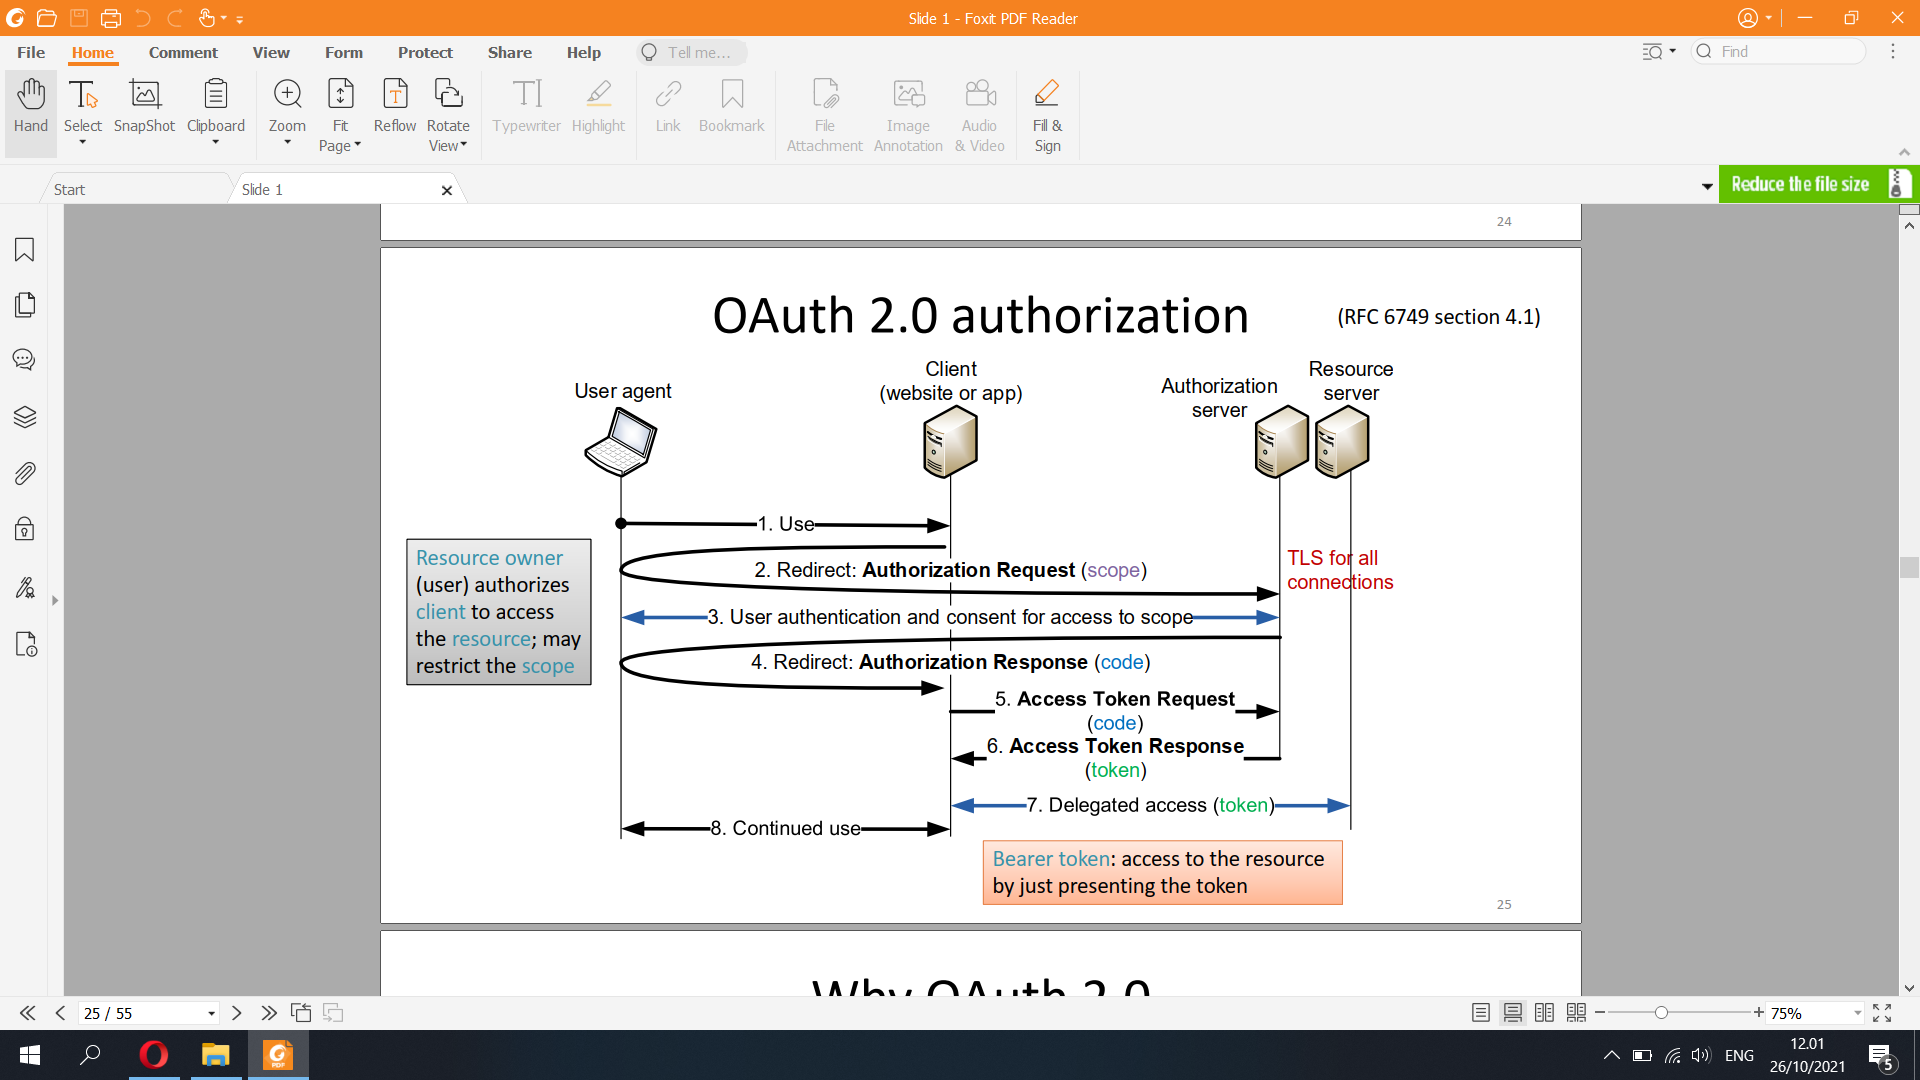 Slide 1 - Foxit PDF Reader
File Home Comment View Form Protect Share Help Tell me... Find
Hand Select SnapShot Clipboard Zoom Fit Page Reflow Rotate View Typewriter Highlight Link Bookmark File Attachment Image Annotation Audio & Video Fill & Sign
Start Slide 1 Reduce the file size
24
OAuth 2.0 authorization (RFC 6749 section 4.1)
User agent
Client
(website or app)
Authorization
server
Resource
server
1. Use
Resource owner
(user) authorizes
client to access
the resource; may
restrict the scope
2. Redirect: Authorization Request (scope)
TLS for all
connections
3. User authentication and consent for access to scope
4. Redirect: Authorization Response (code)
5. Access Token Request
(code)
6. Access Token Response
(token)
7. Delegated access (token)
8. Continued use
Bearer token: access to the resource
by just presenting the token
25
Why OAuth 2.0
25 / 55 75%
PDF
ENG
12.01
26/10/2021
5